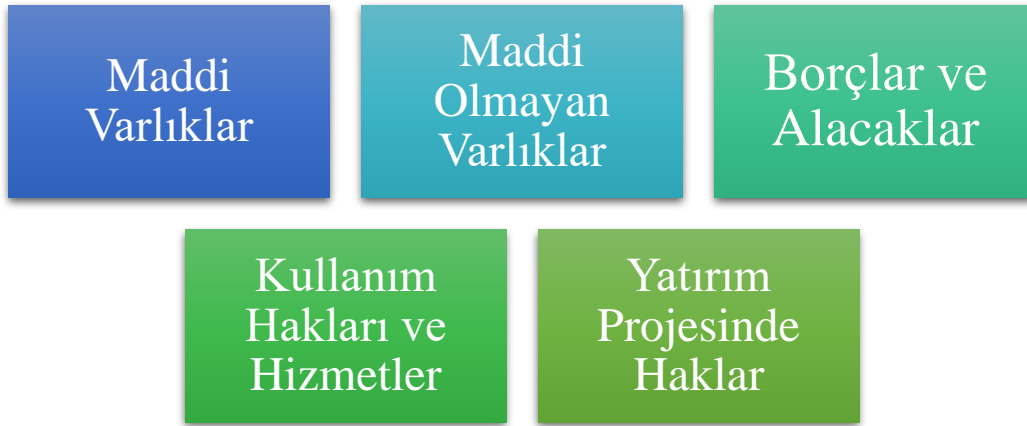 Maddi
Varlıklar
Maddi
Olmayan
Varlıklar
Borçlar ve
Alacaklar
Kullanım
Hakları ve
Hizmetler
Yatırım
Projesinde
Haklar